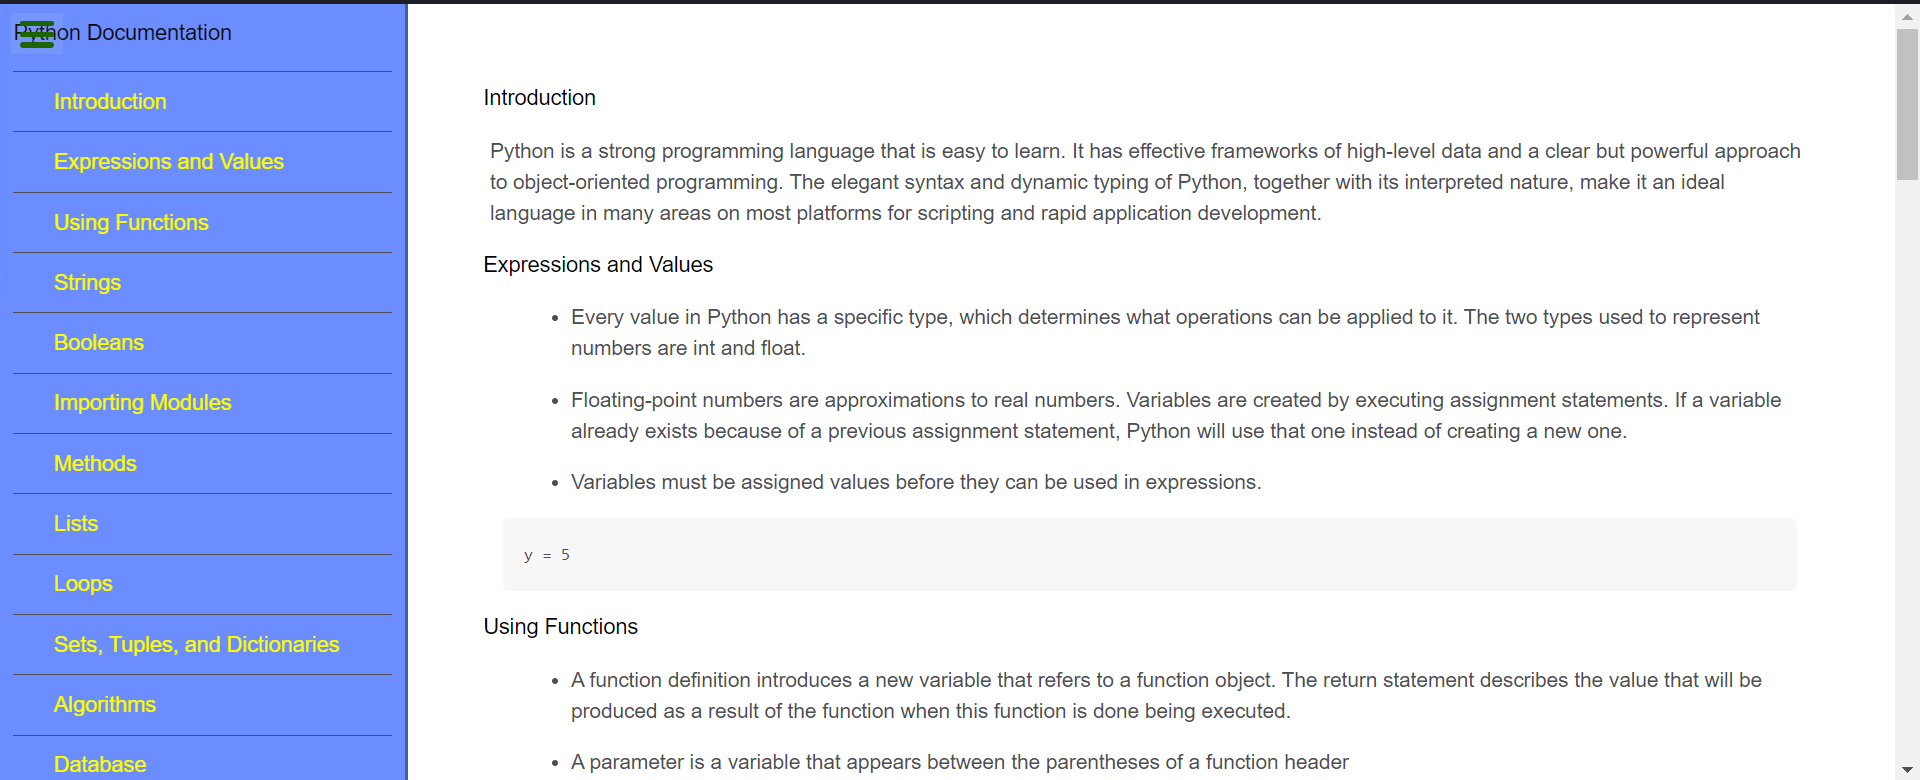 Python Documentation
Introduction
Expressions and Values
Using Functions
Strings
Booleans
Importing Modules
Methods
Lists
Loops
Sets, Tuples, and Dictionaries
Algorithms
Database
Introduction
Python is a strong programming language that is easy to learn. It has effective frameworks of high-level data and a clear but powerful approach
to object-oriented programming. The elegant syntax and dynamic typing of Python, together with its interpreted nature, make it an ideal
language in many areas on most platforms for scripting and rapid application development.
Expressions and Values
• Every value in Python has a specific type, which determines what operations can be applied to it. The two types used to represent
numbers are int and float.
• Floating-point numbers are approximations to real numbers. Variables are created by executing assignment statements. If a variable
already exists because of a previous assignment statement, Python will use that one instead of creating a new one.
• Variables must be assigned values before they can be used in expressions.
y = 5
Using Functions
• A function definition introduces a new variable that refers to a function object. The return statement describes the value that will be
produced as a result of the function when this function is done being executed.
• A parameter is a variable that appears between the parentheses of a function header